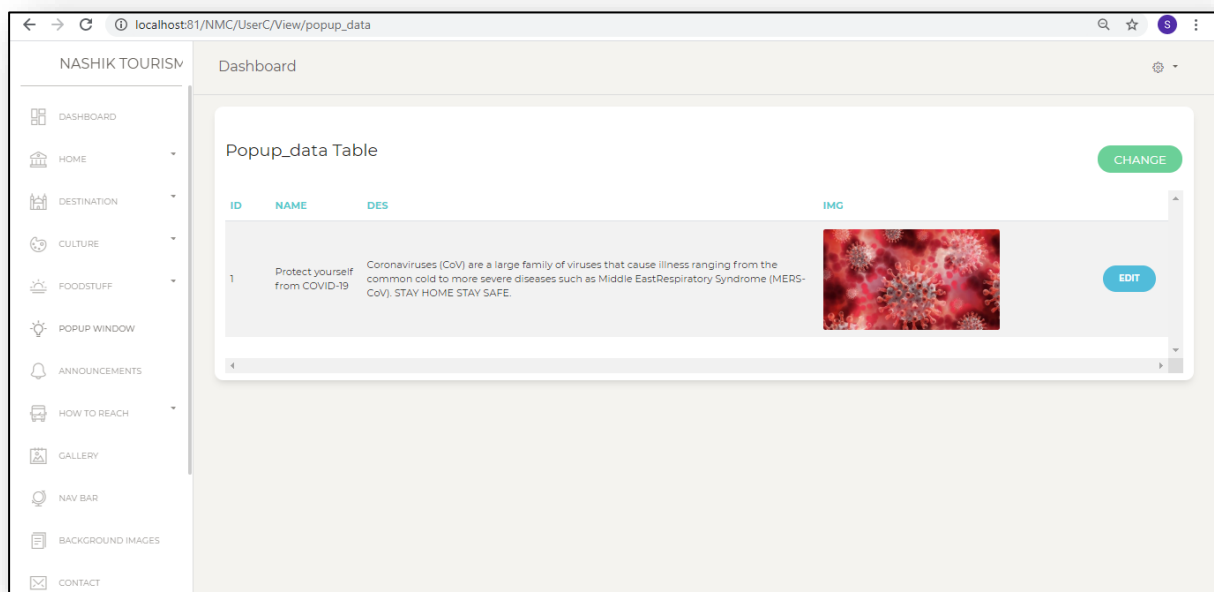 localhost:81/NMC/UserC/View/popup_data
S
NASHIK TOURISM
Dashboard
DASHBOARD
HOME
DESTINATION
CULTURE
FOODSTUFF
POPUP WINDOW
ANNOUNCEMENTS
HOW TO REACH
GALLERY
NAV BAR
BACKGROUND IMAGES
CONTACT
Popup_data Table
CHANGE
ID NAME DES IMG
1
Protect yourself
from COVID-19
Coronaviruses (CoV) are a large family of viruses that cause illness ranging from the
common cold to more severe diseases such as Middle EastRespiratory Syndrome (MERS-
CoV). STAY HOME STAY SAFE.
EDIT